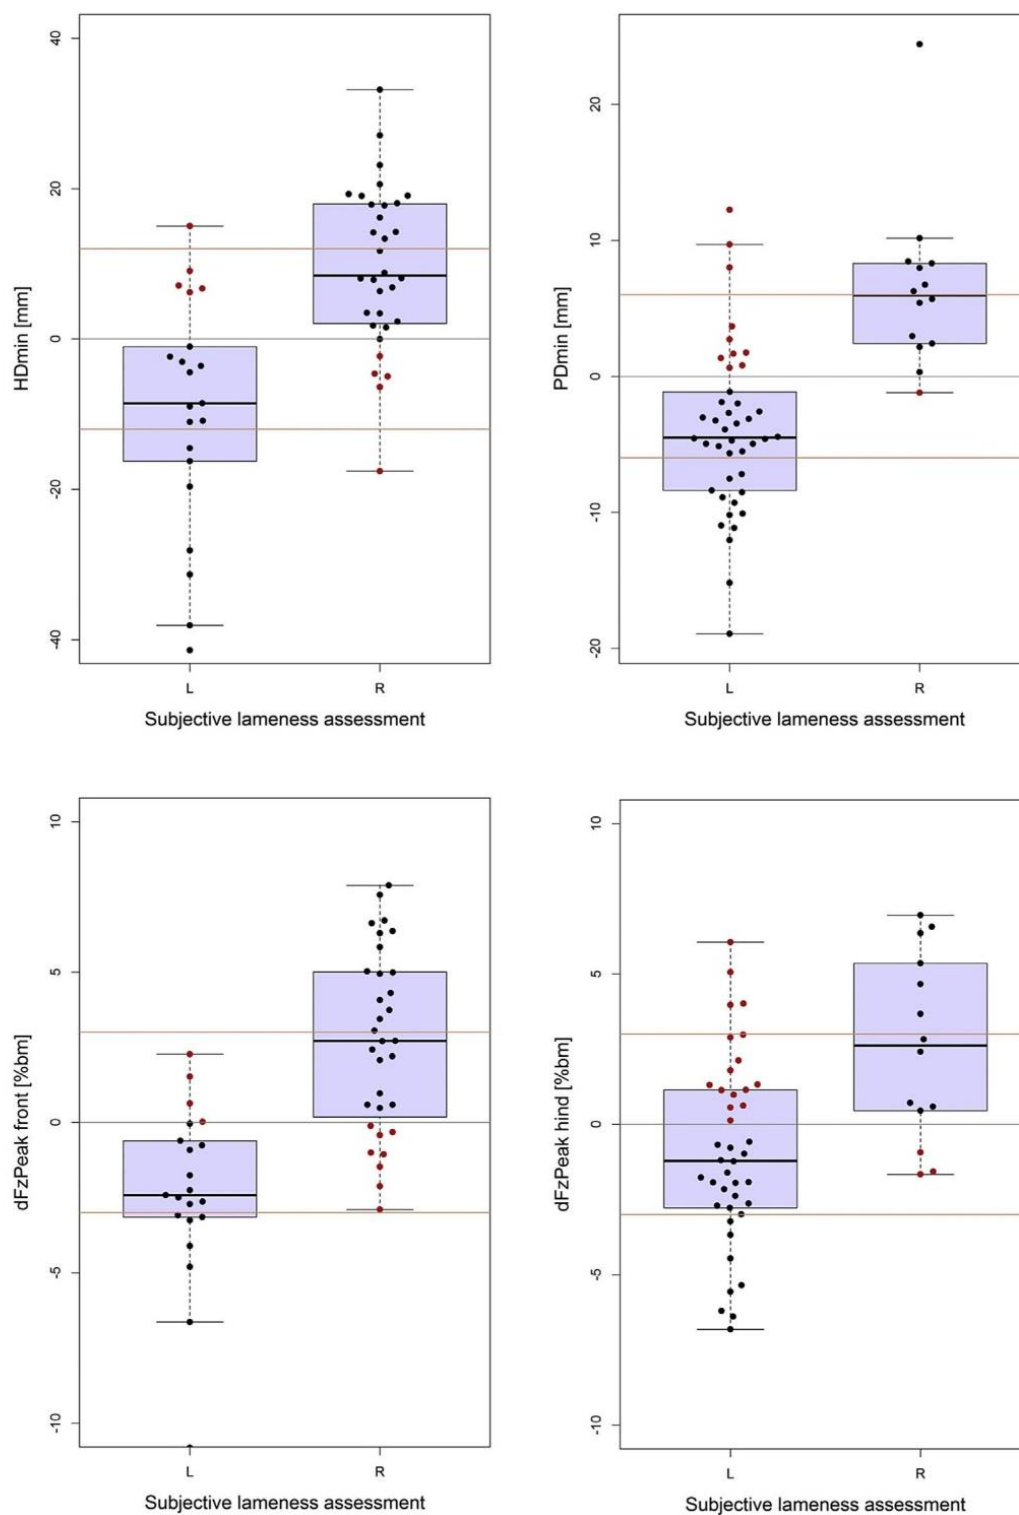 40
20
0
-20
-40
HDmin [mm]
L
R
Subjective lameness assessment
20
10
0
-10
-20
PDmin [mm]
L
R
Subjective lameness assessment
10
5
0
-5
-10
dFzPeak front [%bm]
L
R
Subjective lameness assessment
10
5
0
-5
-10
dFzPeak hind [%bm]
L
R
Subjective lameness assessment